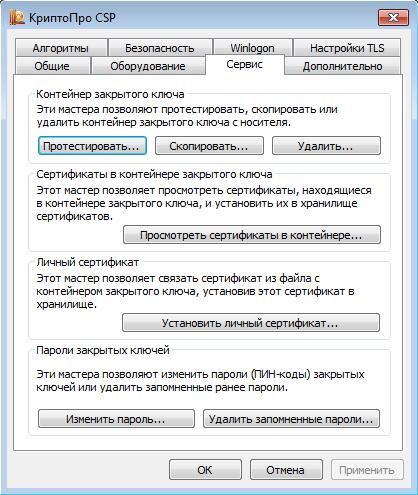 КриптоПро CSP
Алгоритмы Безопасность Winlogon Настройки TLS
Общие Оборудование Сервис Дополнительно
Контейнер закрытого ключа
Эти мастера позволяют протестировать, скопировать или
удалить контейнер закрытого ключа с носителя.
Протестировать... Скопировать... Удалить...
Сертификаты в контейнере закрытого ключа
Этот мастер позволяет просмотреть сертификаты, находящиеся
в контейнере закрытого ключа, и установить их в хранилище
сертификатов.
Просмотреть сертификаты в контейнере...
Личный сертификат
Этот мастер позволяет связать сертификат из файла с
контейнером закрытого ключа, установив этот сертификат в
хранилище.
Установить личный сертификат...
Пароли закрытых ключей
Эти мастера позволяют изменить пароли (ПИН-коды) закрытых
ключей или удалить запомненные ранее пароли.
Изменить пароль... Удалить запомненные пароли...
ОК Отмена Применить